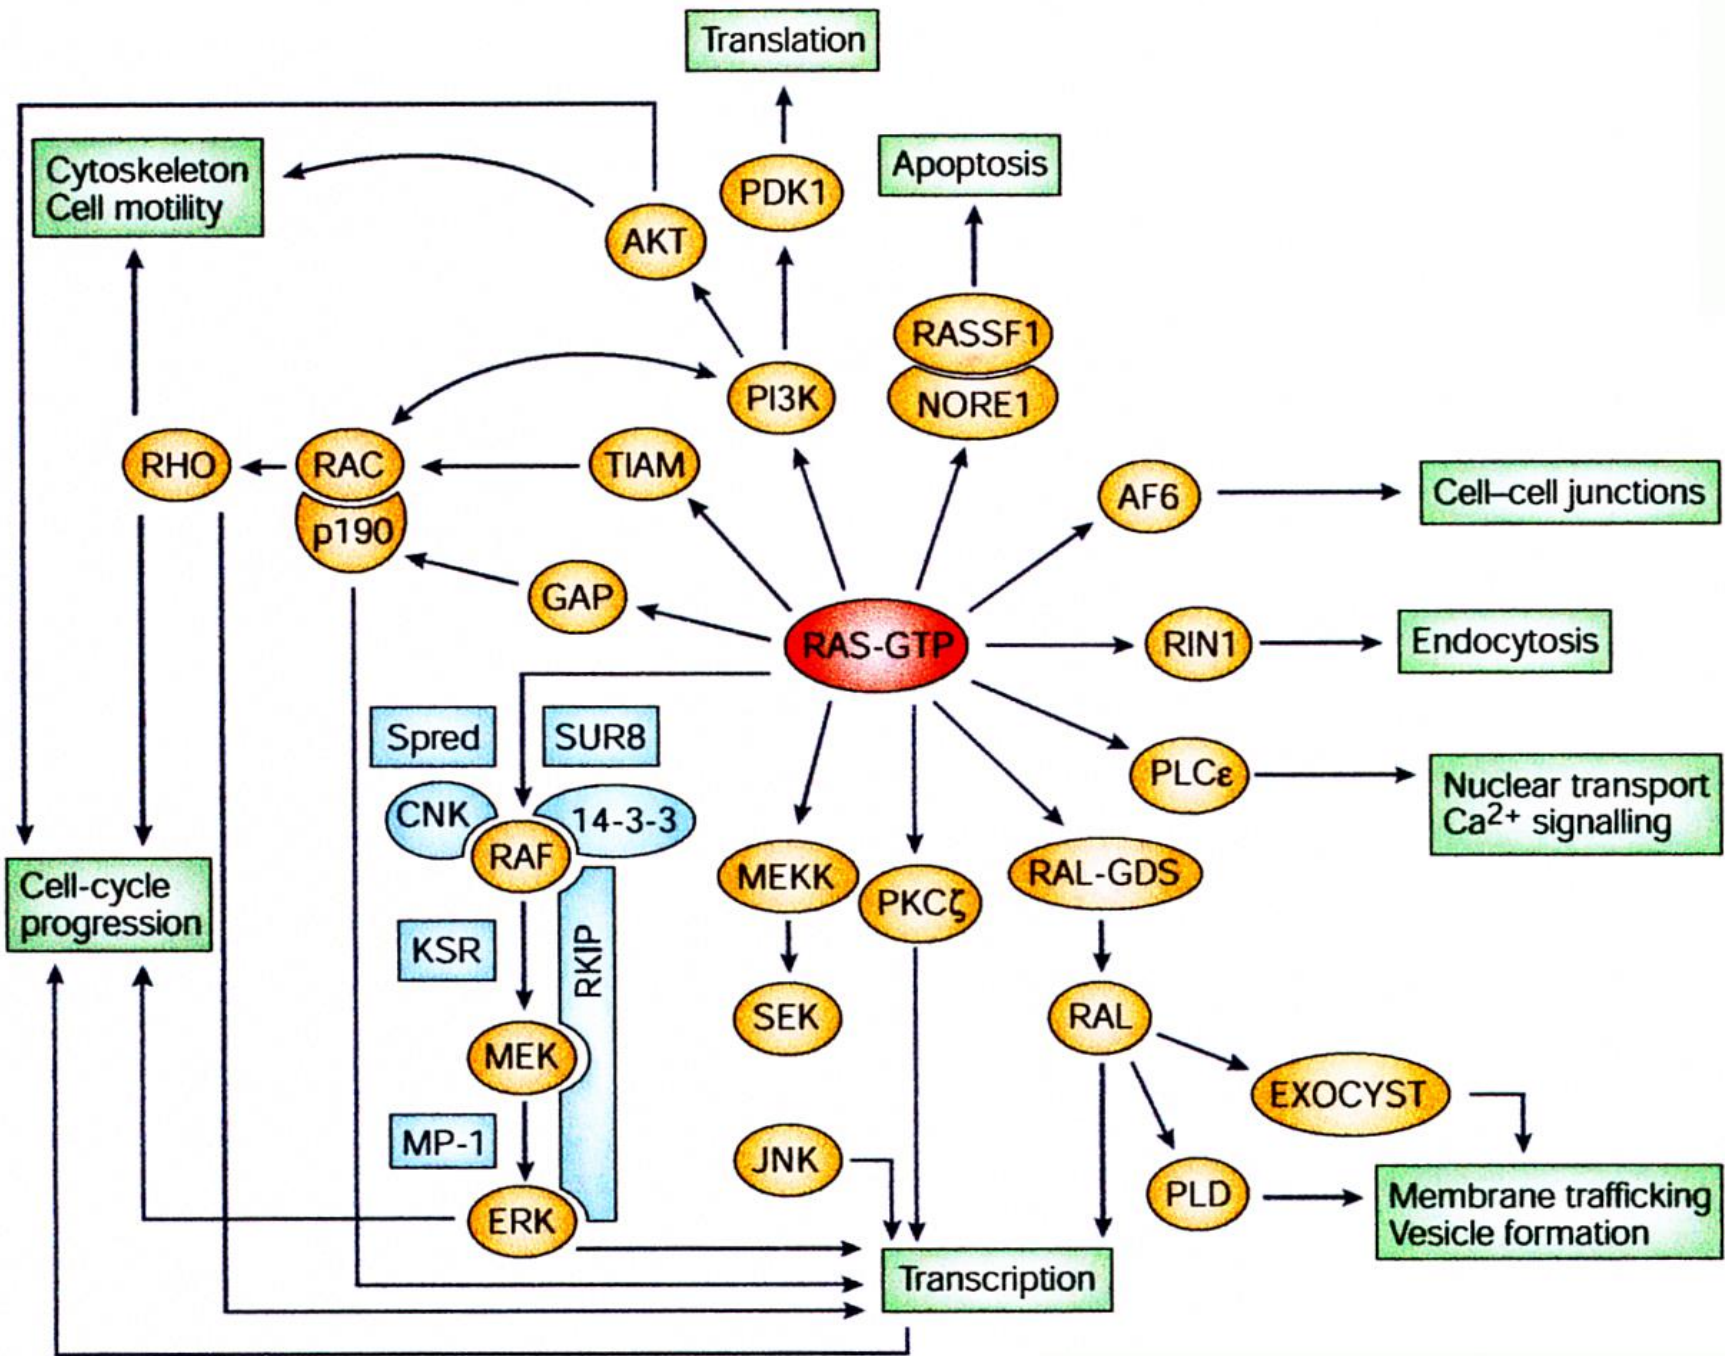 Translation
Cytoskeleton
Cell motility
PDK1
Apoptosis
AKT
RASSF1
NORE1
PI3K
RHO
RAC
p190
TIAM
AF6
Cell–cell junctions
GAP
RAS-GTP
RIN1
Endocytosis
Spred
SUR8
PLCε
Nuclear transport
Ca²⁺ signalling
CNK
14-3-3
RAF
MEKK
PKCζ
RAL-GDS
Cell-cycle
progression
KSR
RKIP
SEK
RAL
MEK
EXOCYST
MP-1
JNK
PLD
Membrane trafficking
Vesicle formation
ERK
Transcription